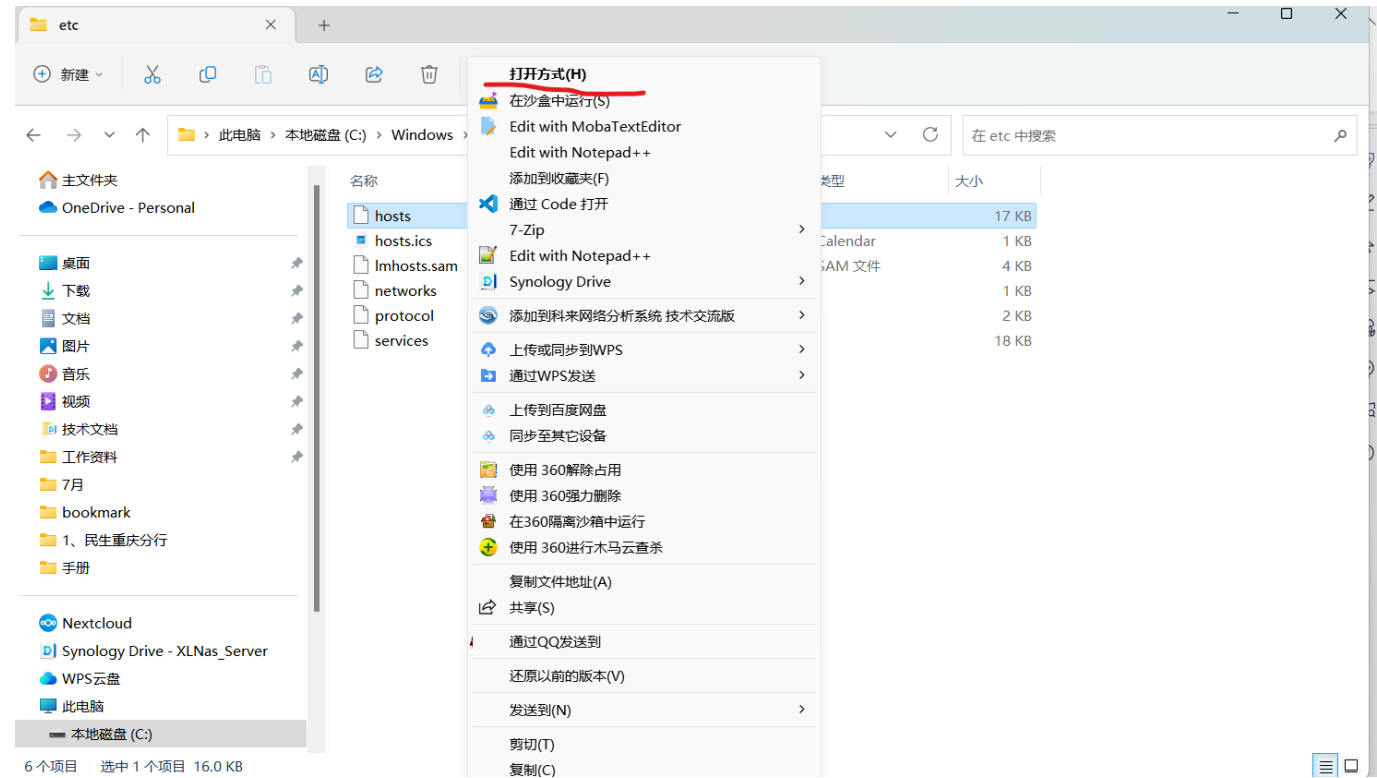 etc
新建
此电脑 本地磁盘 (C:) Windows
在 etc 中搜索
主文件夹
OneDrive - Personal
桌面
下载
文档
图片
音乐
视频
技术文档
工作资料
7月
bookmark
1、民生重庆分行
手册
Nextcloud
Synology Drive - XLNas_Server
WPS云盘
此电脑
本地磁盘 (C:)
名称 类型 大小
hosts 17 KB
hosts.ics Calendar 1 KB
lmhosts.sam SAM 文件 4 KB
networks 1 KB
protocol 2 KB
services 18 KB
打开方式(H)
在沙盒中运行(S)
Edit with MobaTextEditor
Edit with Notepad++
添加到收藏夹(F)
通过 Code 打开
7-Zip
Edit with Notepad++
Synology Drive
添加到科来网络分析系统 技术交流版
上传或同步到WPS
通过WPS发送
上传到百度网盘
同步至其它设备
使用 360解除占用
使用 360强力删除
在360隔离沙箱中运行
使用 360进行木马云查杀
复制文件地址(A)
共享(S)
通过QQ发送到
还原以前的版本(V)
发送到(N)
剪切(T)
复制(C)
6 个项目 选中 1 个项目 16.0 KB